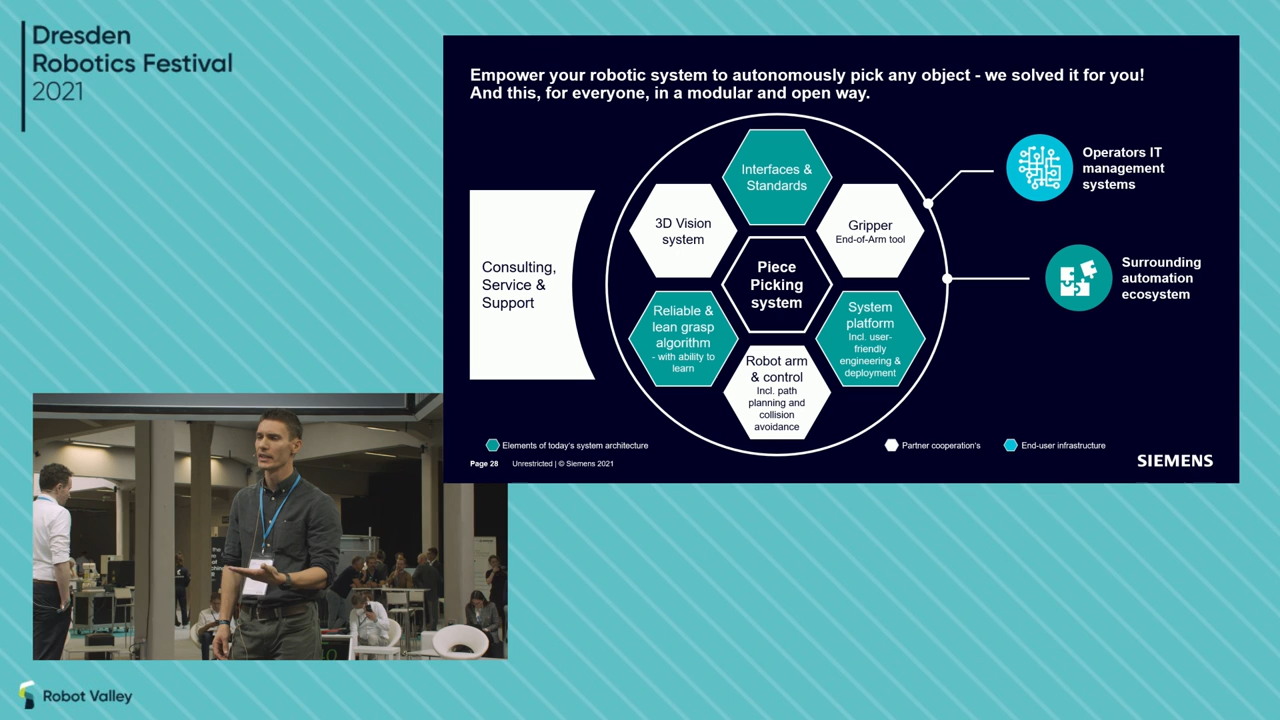 Dresden
Robotics Festival
2021
Empower your robotic system to autonomously pick any object - we solved it for you!
And this, for everyone, in a modular and open way.
Consulting,
Service &
Support
Interfaces &
Standards
3D Vision
system
Gripper
End-of-Arm tool
Piece
Picking
system
Reliable &
lean grasp
algorithm
- with ability to
learn
System
platform
Incl. user-
friendly
engineering &
deployment
Robot arm
& control
Incl. path
planning and
collision
avoidance
Operators IT
management
systems
Surrounding
automation
ecosystem
Elements of today's system architecture
Partner cooperation's
End-user infrastructure
Page 28 Unrestricted | © Siemens 2021
SIEMENS
Robot Valley